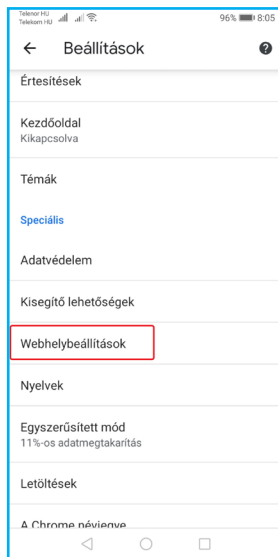 Telenor HU
Telekom HU
96% 8:05
Beállítások
Értesítések
Kezdőoldal
Kikapcsolva
Témák
Speciális
Adatvédelem
Kisegítő lehetőségek
Webhelybeállítások
Nyelvek
Egyszerűsített mód
11%-os adatmegtakarítás
Letöltések
A Chrome névjegye